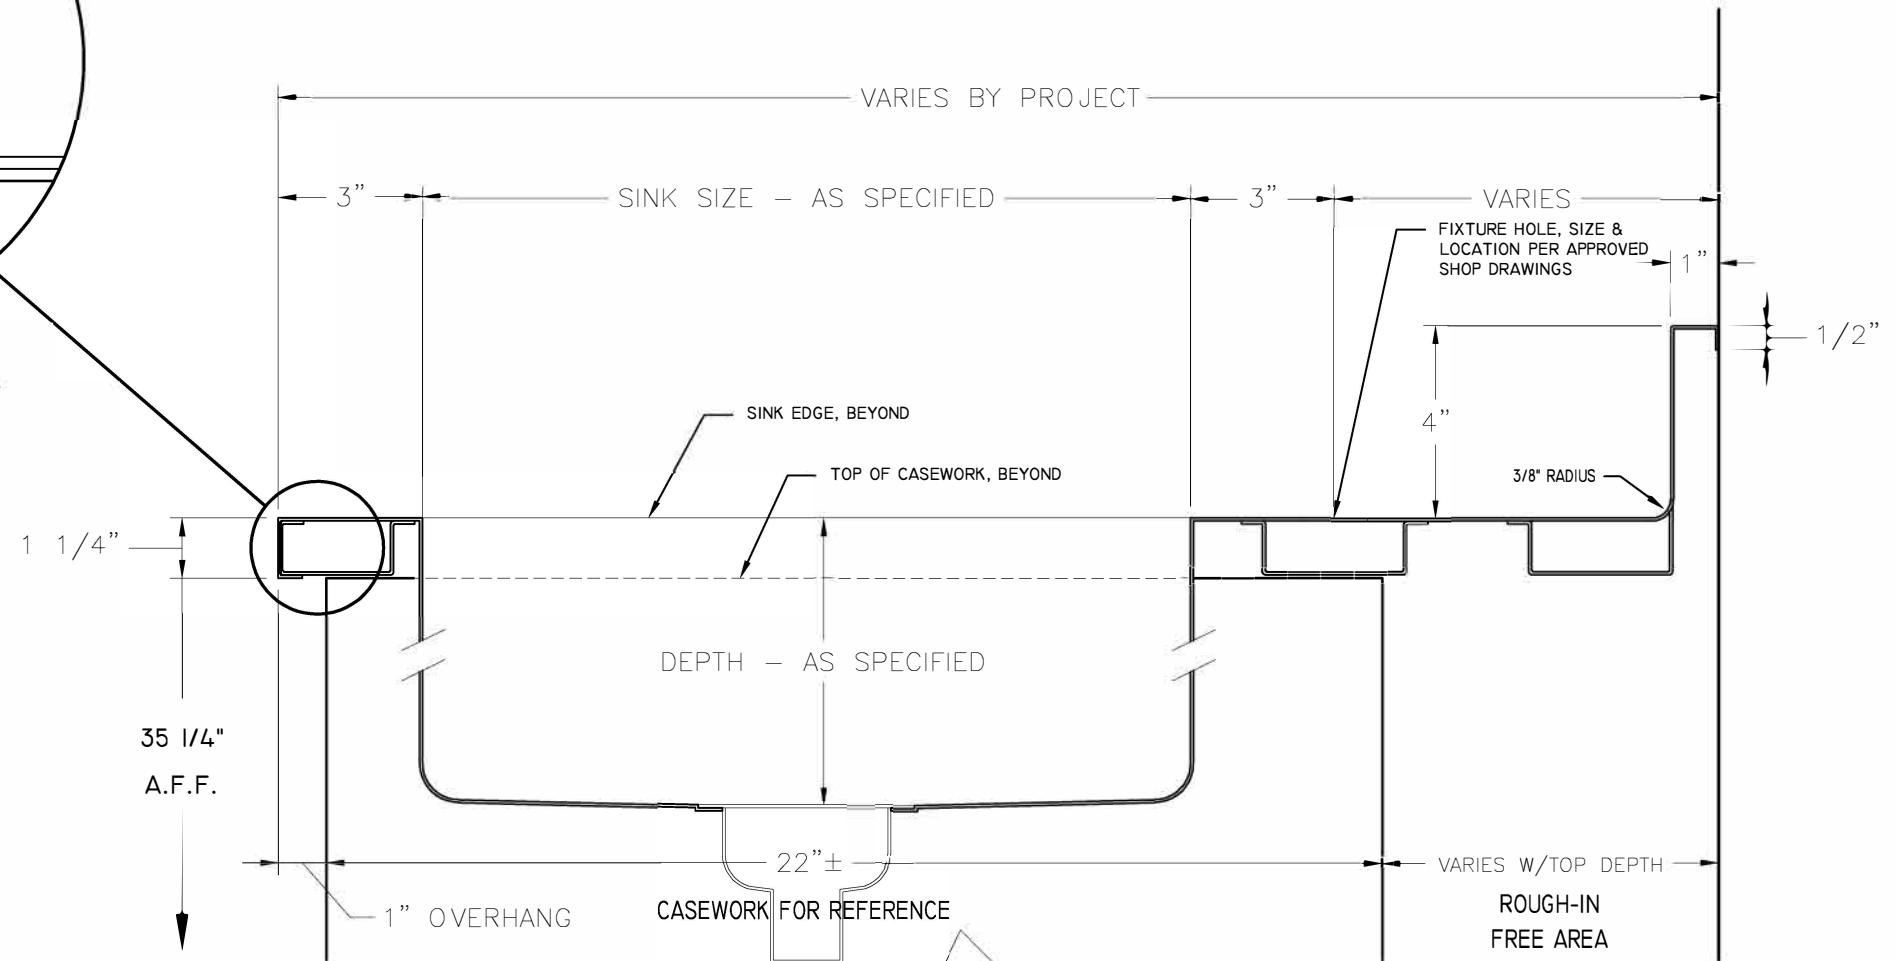 VARIES BY PROJECT
3"
SINK SIZE – AS SPECIFIED
3"
VARIES
FIXTURE HOLE, SIZE &
LOCATION PER APPROVED
SHOP DRAWINGS
1"
1/2"
4"
SINK EDGE, BEYOND
TOP OF CASEWORK, BEYOND
3/8" RADIUS
1 1/4"
DEPTH – AS SPECIFIED
35 1/4"
A.F.F.
22"±
VARIES W/TOP DEPTH
1" OVERHANG
CASEWORK FOR REFERENCE
ROUGH-IN
FREE AREA